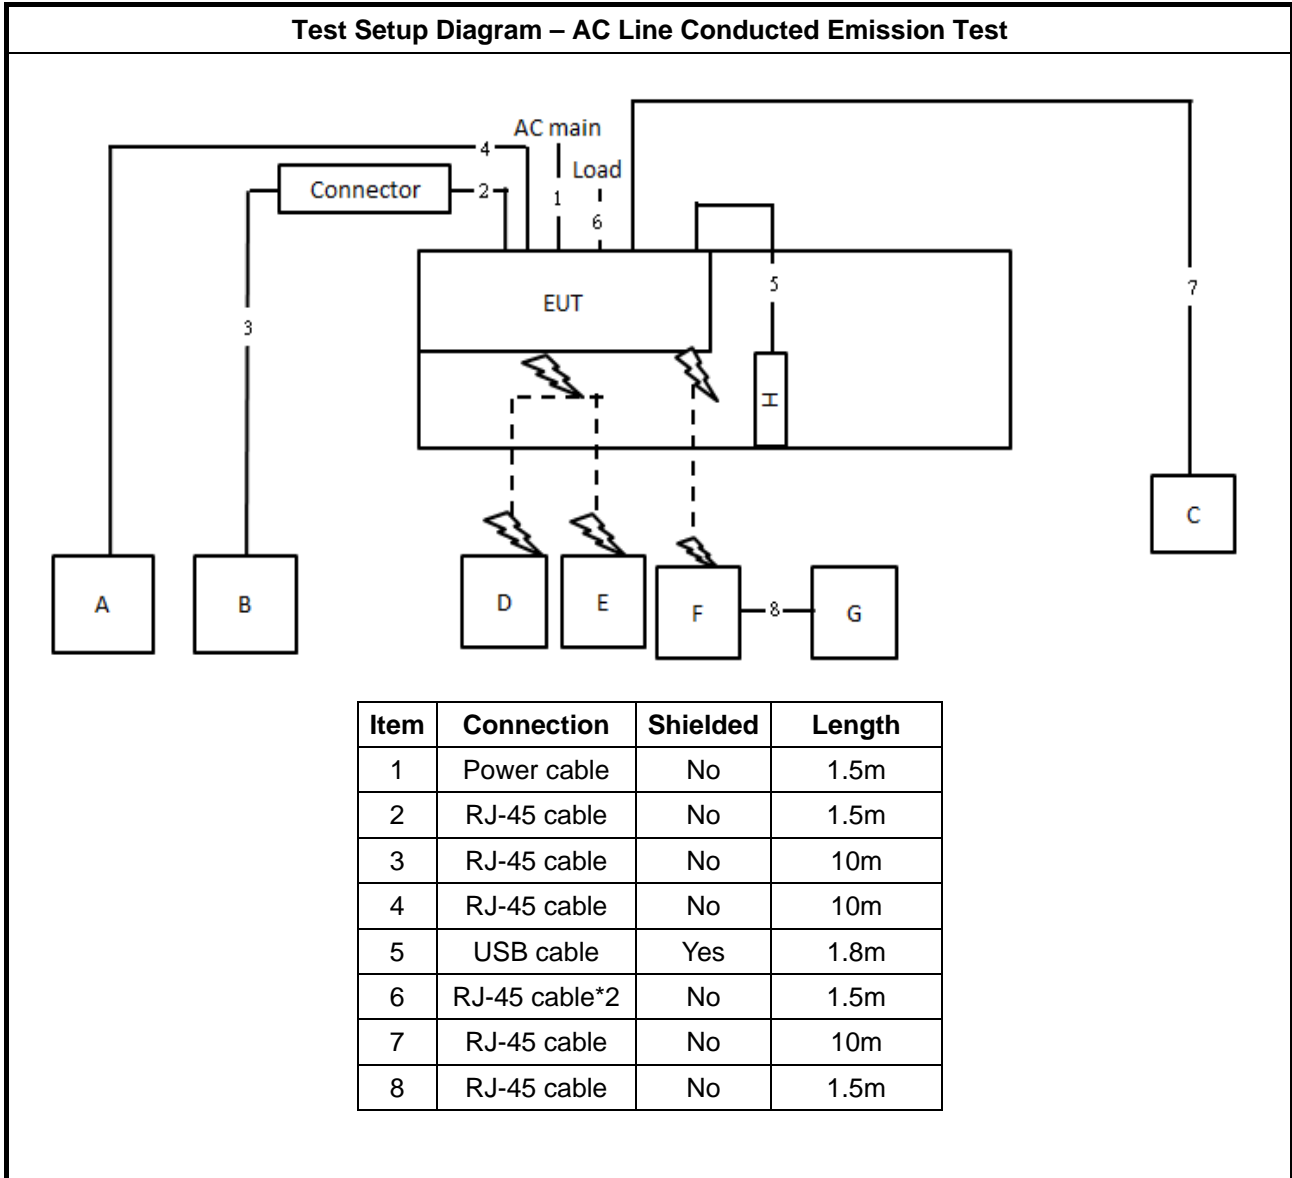 Test Setup Diagram – AC Line Conducted Emission Test
AC main
4
Load
Connector
2
1
6
5
7
EUT
3
H
C
A
B
D
E
F
8
G
Item Connection Shielded Length
1 Power cable No 1.5m
2 RJ-45 cable No 1.5m
3 RJ-45 cable No 10m
4 RJ-45 cable No 10m
5 USB cable Yes 1.8m
6 RJ-45 cable*2 No 1.5m
7 RJ-45 cable No 10m
8 RJ-45 cable No 1.5m